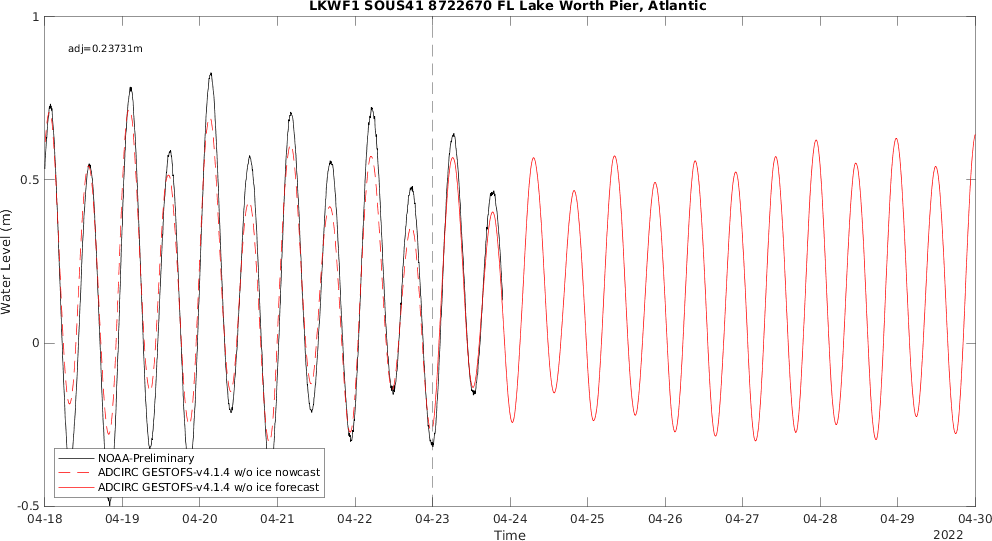 LKWF1 SOUS41 8722670 FL Lake Worth Pier, Atlantic
1
adj=0.23731m
0.5
Water Level (m)
0
NOAA-Preliminary
ADCIRC GESTOFS-v4.1.4 w/o ice nowcast
ADCIRC GESTOFS-v4.1.4 w/o ice forecast
-0.5
04-18 04-19 04-20 04-21 04-22 04-23 04-24 04-25 04-26 04-27 04-28 04-29 04-30
Time
2022